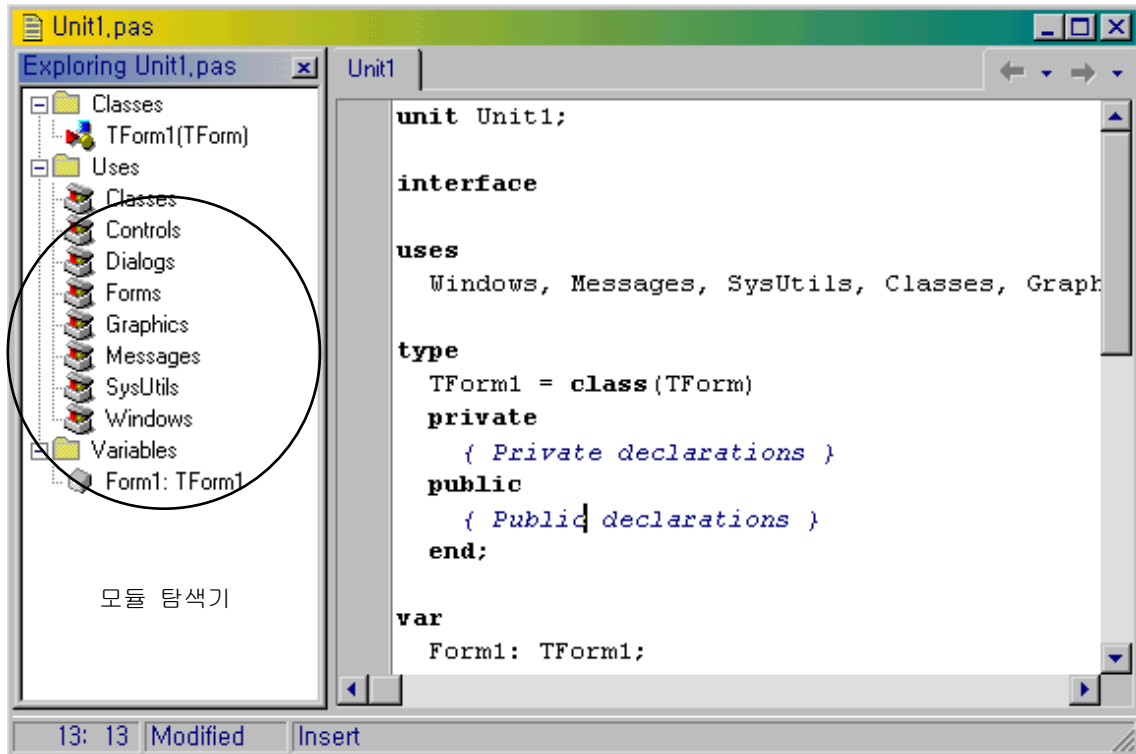 Unit1.pas
Exploring Unit1.pas
Classes
TForm1(TForm)
Uses
Classes
Controls
Dialogs
Forms
Graphics
Messages
SysUtils
Windows
Variables
Form1: TForm1
모듈 탐색기
Unit1
unit Unit1;
interface
uses
Windows, Messages, SysUtils, Classes, Graph
type
TForm1 = class(TForm)
private
{ Private declarations }
public
{ Public declarations }
end;
var
Form1: TForm1;
13: 13 Modified Insert